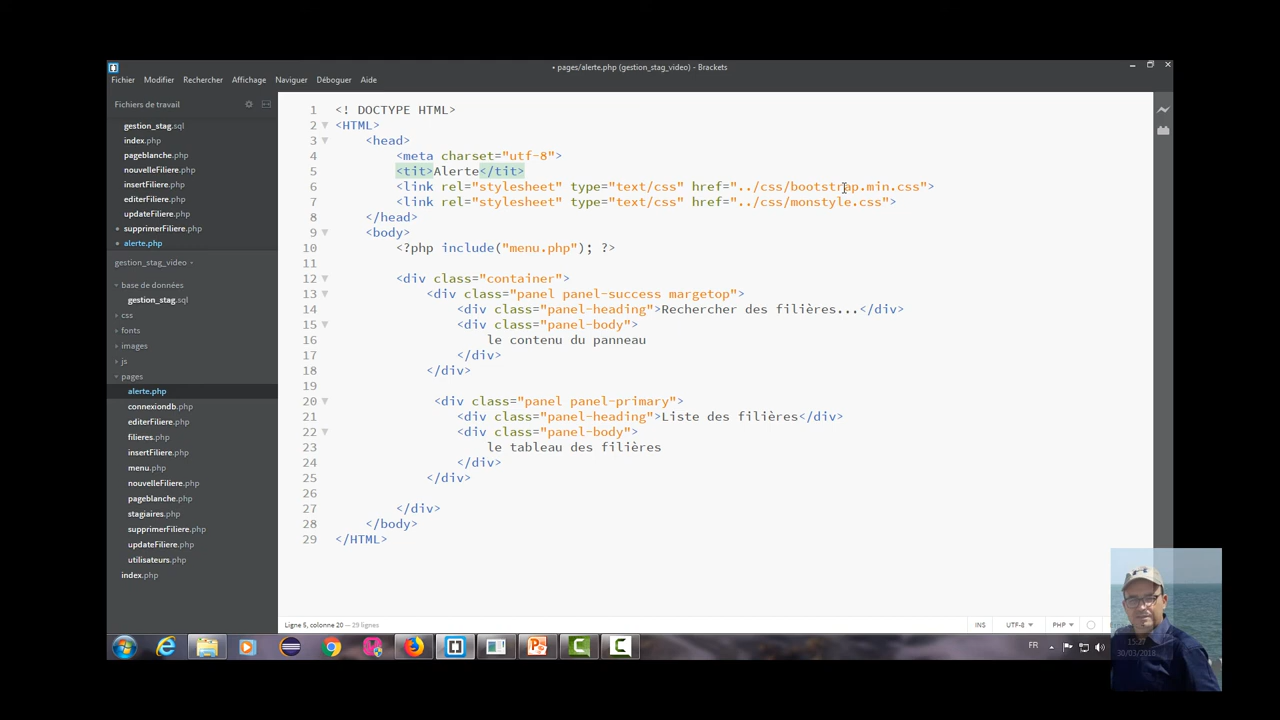 • pages/alerte.php (gestion_stag_video) - Brackets
Fichier Modifier Rechercher Affichage Naviguer Déboguer Aide
Fichiers de travail
gestion_stag.sql
index.php
pageblanche.php
nouvelleFiliere.php
insertFiliere.php
editerFiliere.php
updateFiliere.php
supprimerFiliere.php
alerte.php
gestion_stag_video
base de données
gestion_stag.sql
css
fonts
images
js
pages
alerte.php
connexiondb.php
editerFiliere.php
filieres.php
insertFiliere.php
menu.php
nouvelleFiliere.php
pageblanche.php
stagiaires.php
supprimerFiliere.php
updateFiliere.php
utilisateurs.php
index.php
1 <! DOCTYPE HTML>
2 <HTML>
3 <head>
4 <meta charset="utf-8">
5 <tit>Alerte</tit>
6 <link rel="stylesheet" type="text/css" href="../css/bootstrap.min.css">
7 <link rel="stylesheet" type="text/css" href="../css/monstyle.css">
8 </head>
9 <body>
10 <?php include("menu.php"); ?>
11
12 <div class="container">
13 <div class="panel panel-success margetop">
14 <div class="panel-heading">Rechercher des filières...</div>
15 <div class="panel-body">
16 le contenu du panneau
17 </div>
18 </div>
19
20 <div class="panel panel-primary">
21 <div class="panel-heading">Liste des filières</div>
22 <div class="panel-body">
23 le tableau des filières
24 </div>
25 </div>
26
27 </div>
28 </body>
29 </HTML>
Ligne 5, colonne 20 — 29 lignes
INS UTF-8 PHP
FR
15:27
30/03/2018